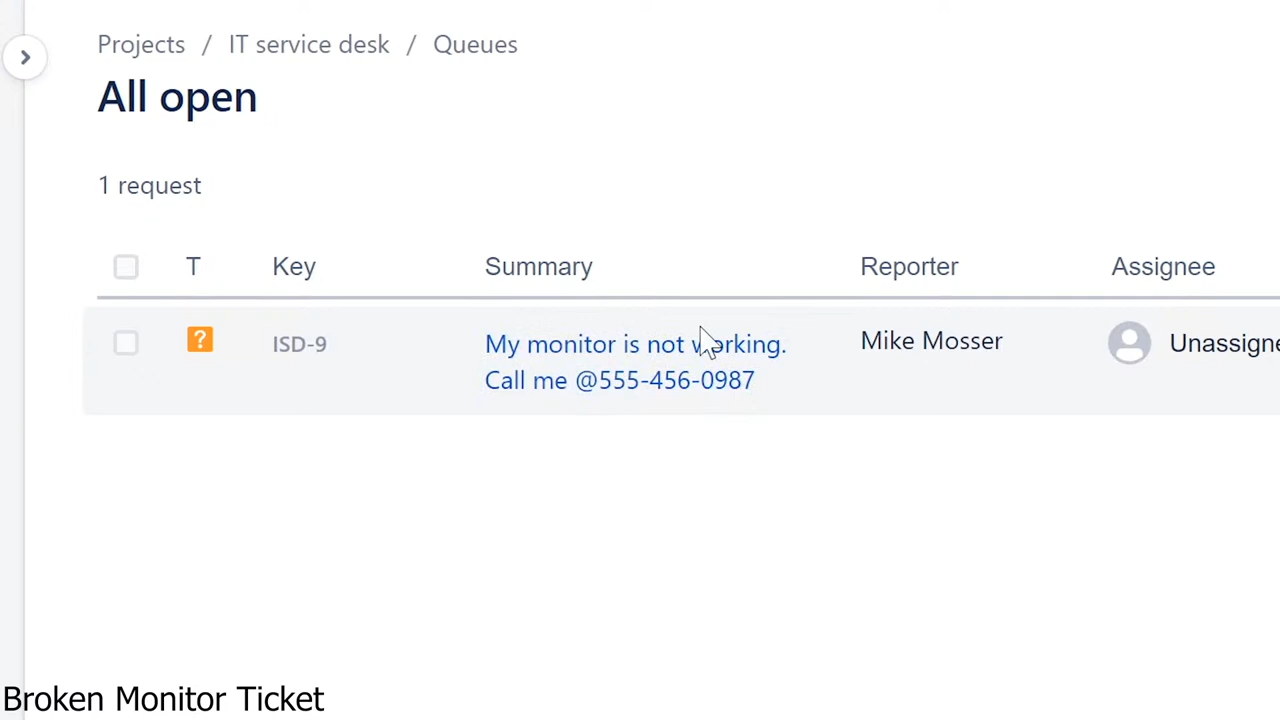 Projects / IT service desk / Queues
All open
1 request
T Key Summary Reporter Assignee
? ISD-9 My monitor is not working. Mike Mosser
Call me @555-456-0987
Broken Monitor Ticket